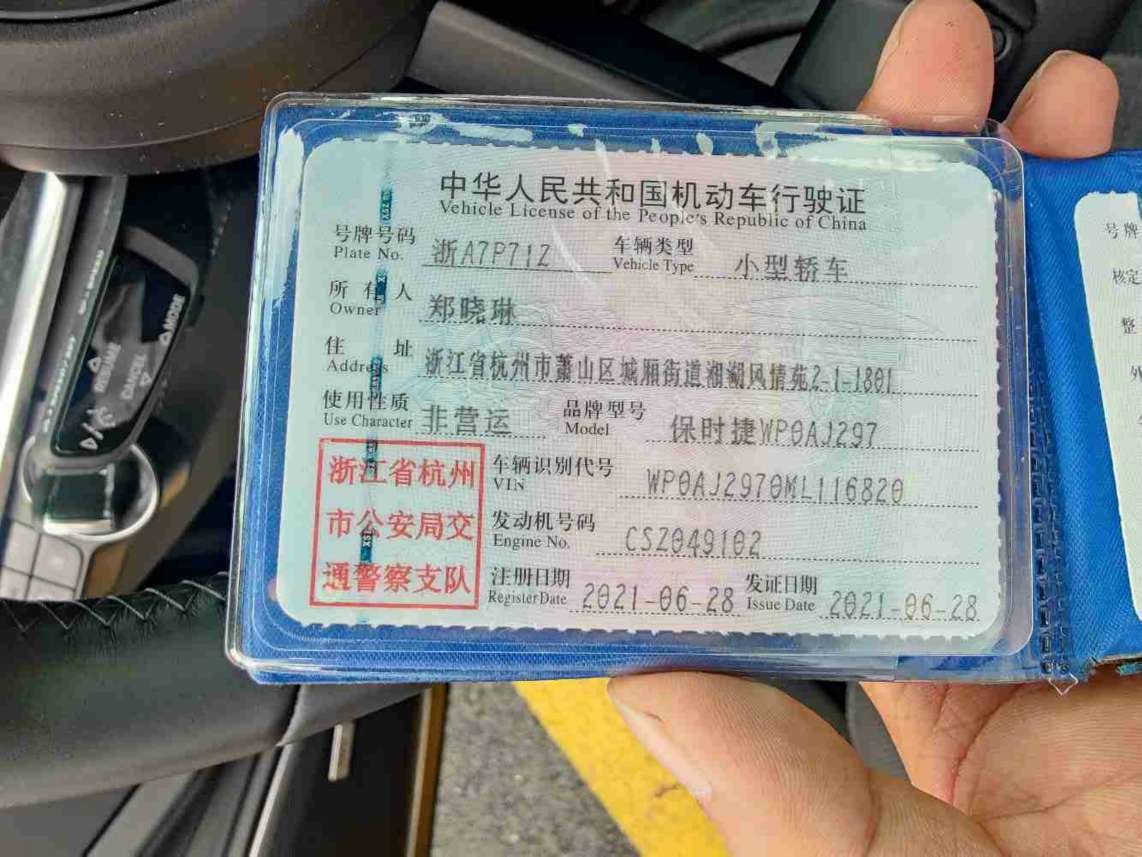 中华人民共和国机动车行驶证
Vehicle License of the People's Republic of China
号牌号码 浙A7P71Z 车辆类型 小型轿车
Plate No. Vehicle Type
所有人 郑晓琳
Owner
住址 浙江省杭州市萧山区城厢街道湘湖风情苑2-1-1801
Address
使用性质 非营运 品牌型号 保时捷WP0AJ297
Use Character Model
浙江省杭州
市公安局交
通警察支队
车辆识别代号 WP0AJ2970ML116820
VIN
发动机号码 CSZ049102
Engine No.
注册日期 2021-06-28 发证日期 2021-06-28
Register Date Issue Date
号牌
核定
整
外
MODE
RESUME
CANCEL